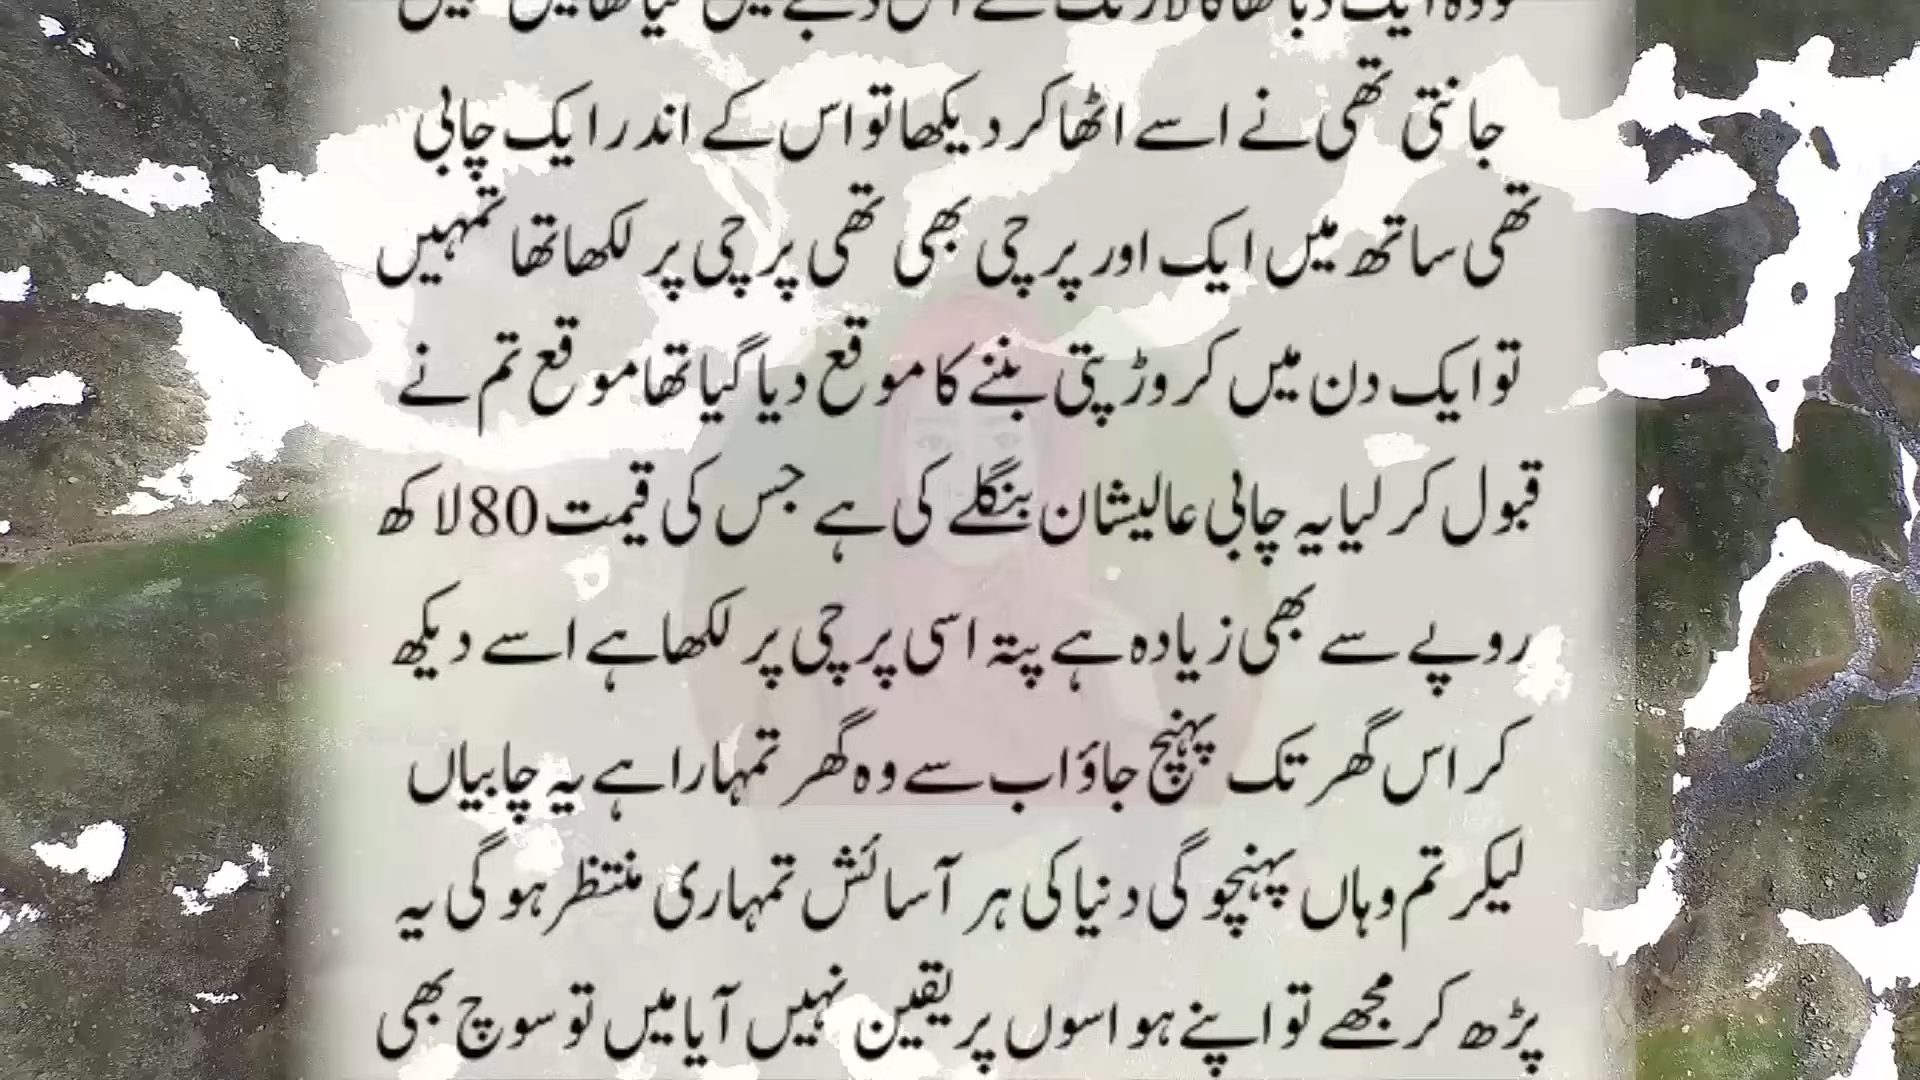 جانتی تھی نے اسے اٹھا کر دیکھا تو اس کے اندر ایک چابی
تھی ساتھ میں ایک اور پرچی بھی تھی پرچی پر لکھا تھا تمہیں
تو ایک دن میں کروڑ پتی بننے کا موقع دیا گیا تھا موقع تم نے
قبول کر لیا یہ چابی عالیشان بنگلے کی ہے جس کی قیمت 80 لاکھ
روپے سے بھی زیادہ ہے پتہ اسی پرچی پر لکھا ہے اسے دیکھ
کر اس گھر تک پہنچ جاؤ اب سے وہ گھر تمہارا ہے یہ چابیاں
لیکر تم وہاں پہنچو گی دنیا کی ہر آسائش تمہاری منتظر ہو گی یہ
پڑھ کر مجھے تو اپنے ہواسوں پر یقین نہیں آیا میں تو سوچ بھی